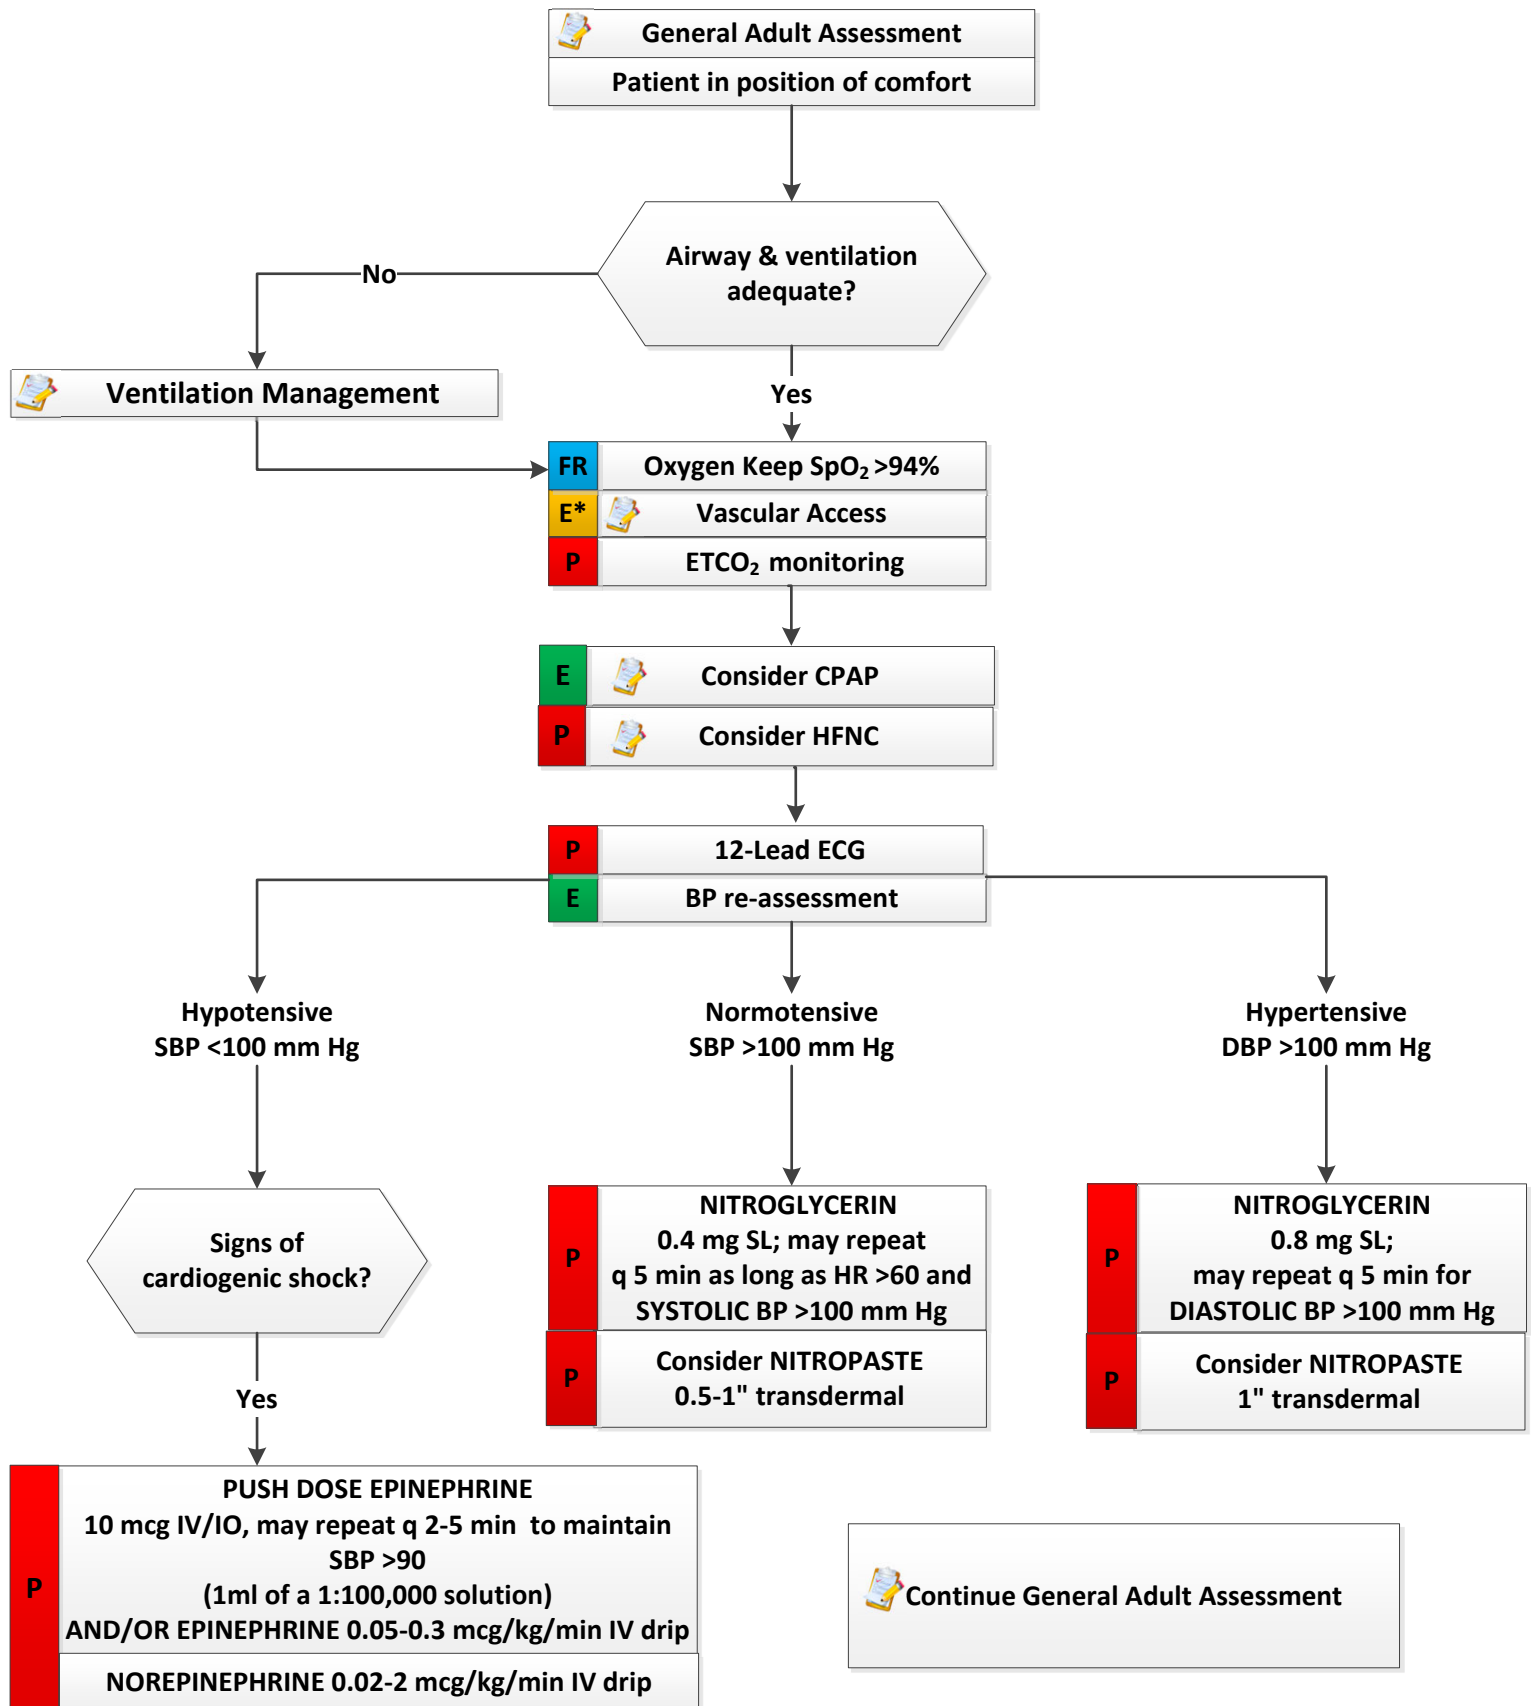 General Adult Assessment
Patient in position of comfort
Airway & ventilation
adequate?
No
Yes
Ventilation Management
FR
Oxygen Keep SpO₂ >94%
E*
Vascular Access
P
ETCO₂ monitoring
E
Consider CPAP
P
Consider HFNC
P
12-Lead ECG
E
BP re-assessment
Hypotensive
SBP <100 mm Hg
Normotensive
SBP >100 mm Hg
Hypertensive
DBP >100 mm Hg
Signs of
cardiogenic shock?
Yes
P
NITROGLYCERIN
0.4 mg SL; may repeat
q 5 min as long as HR >60 and
SYSTOLIC BP >100 mm Hg
P
Consider NITROPASTE
0.5-1" transdermal
P
NITROGLYCERIN
0.8 mg SL;
may repeat q 5 min for
DIASTOLIC BP >100 mm Hg
P
Consider NITROPASTE
1" transdermal
P
PUSH DOSE EPINEPHRINE
10 mcg IV/IO, may repeat q 2-5 min to maintain
SBP >90
(1ml of a 1:100,000 solution)
AND/OR EPINEPHRINE 0.05-0.3 mcg/kg/min IV drip
NOREPINEPHRINE 0.02-2 mcg/kg/min IV drip
Continue General Adult Assessment